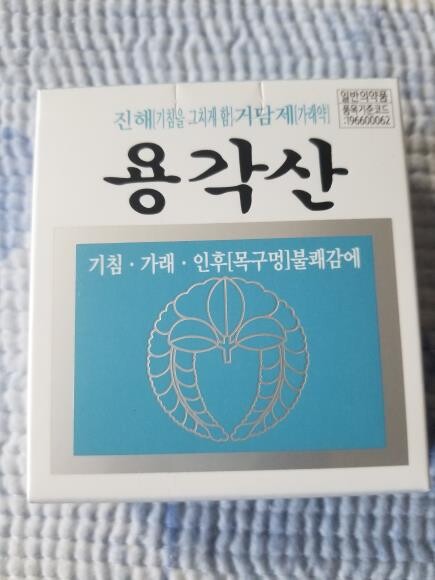 진해[기침을 그치게 함]거담제[가래약]
일반의약품
품목기준코드
:196600062
용각산
기침·가래·인후[목구멍]불쾌감에